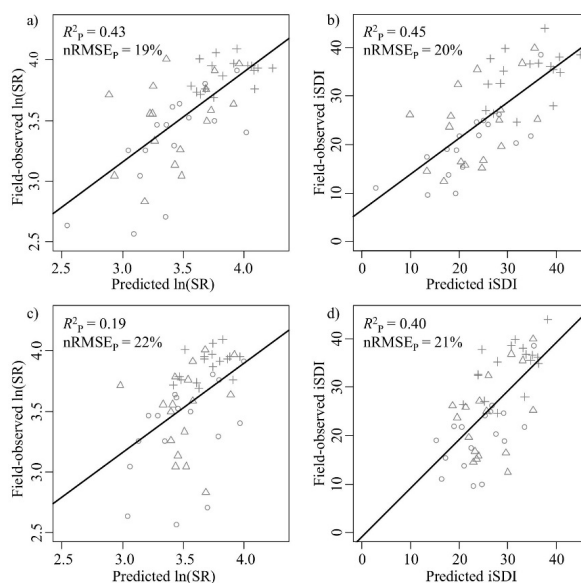 a)
R²P = 0.43
nRMSEP = 19%
Field-observed ln(SR)
4.0
3.5
3.0
2.5
2.5 3.0 3.5 4.0
Predicted ln(SR)
b)
R²P = 0.45
nRMSEP = 20%
Field-observed iSDI
40
30
20
10
0
0 10 20 30 40
Predicted iSDI
c)
R²P = 0.19
nRMSEP = 22%
Field-observed ln(SR)
4.0
3.5
3.0
2.5
2.5 3.0 3.5 4.0
Predicted ln(SR)
d)
R²P = 0.40
nRMSEP = 21%
Field-observed iSDI
40
30
20
10
0
0 10 20 30 40
Predicted iSDI